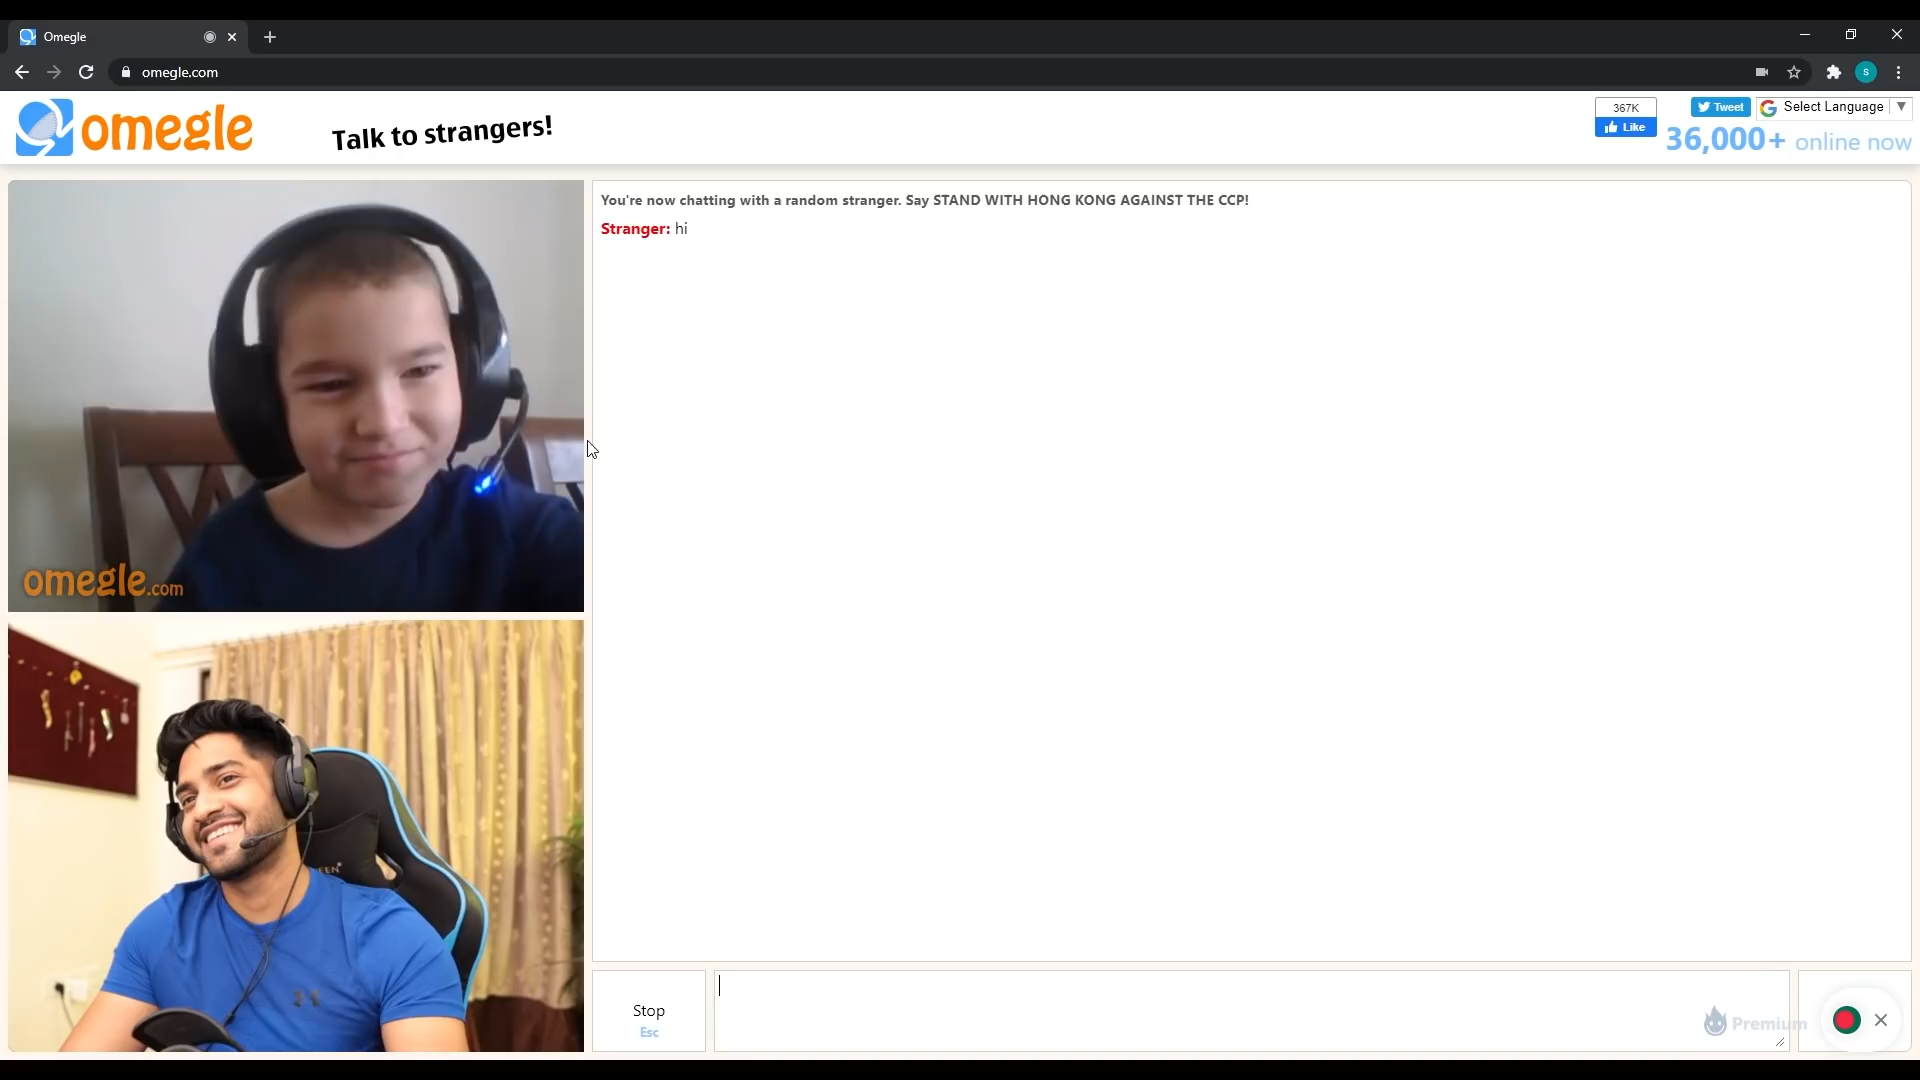 Omegle
omegle.com
omegle
Talk to strangers!
367K
Like
Tweet
Select Language
36,000+ online now
You're now chatting with a random stranger. Say STAND WITH HONG KONG AGAINST THE CCP!
Stranger: hi
omegle.com
Stop
Esc
Premium
S